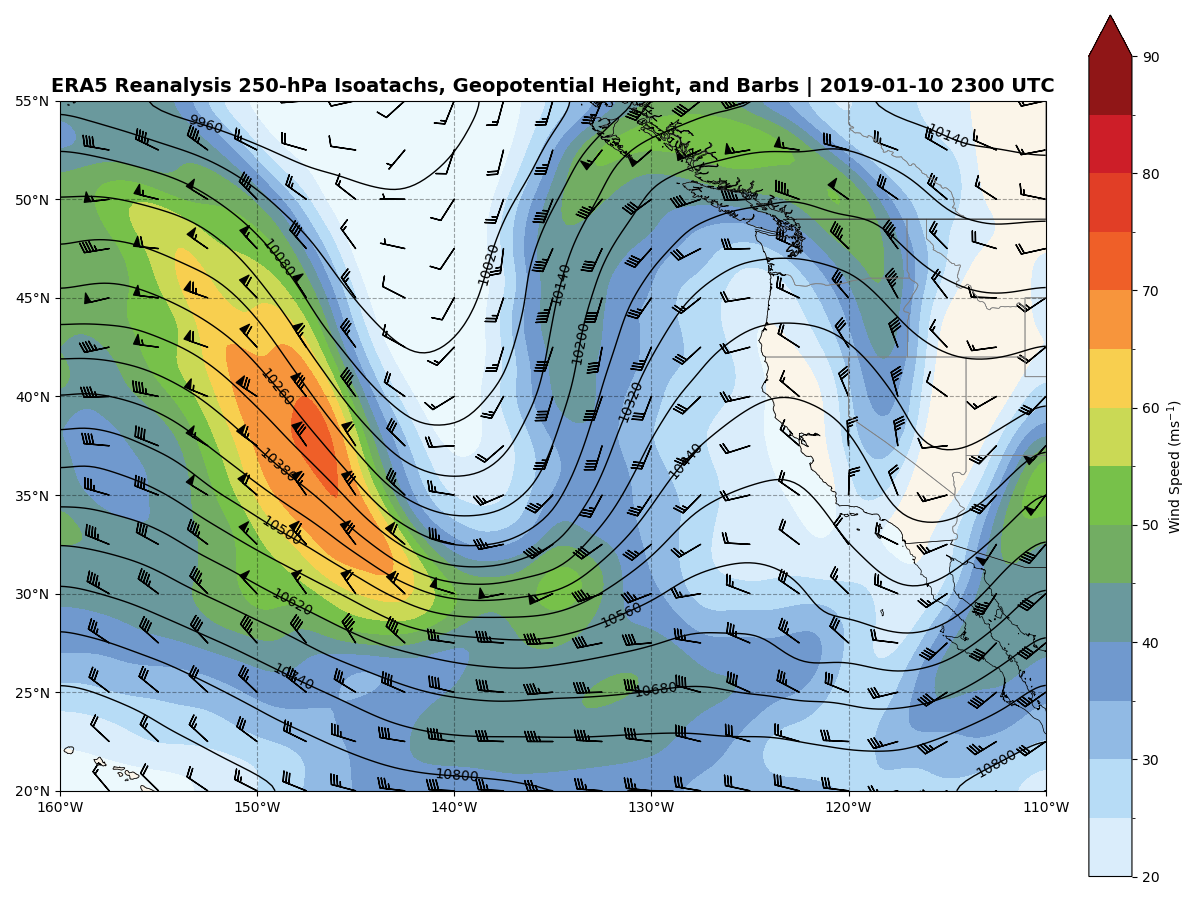 ERA5 Reanalysis 250-hPa Isoatachs, Geopotential Height, and Barbs | 2019-01-10 2300 UTC
55°N
50°N
45°N
40°N
35°N
30°N
25°N
20°N
160°W
150°W
140°W
130°W
120°W
110°W
9960
10140
10080
10020
10140
10200
10260
10320
10380
10440
10500
10620
10560
10740
10680
10800
10800
90
80
70
60
50
40
30
20
Wind Speed (ms⁻¹)